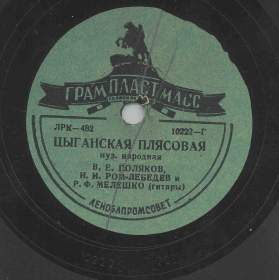 ГРАМПЛАСТМАСС
ЛРК—482 10222—Г
ЦЫГАНСКАЯ ПЛЯСОВАЯ
муз. народная
В. Е. ПОЛЯКОВ,
И. И. РОМ-ЛЕБЕДЕВ и
Р. Ф. МЕЛЕШКО (гитары)
ЛЕНОБЛПРОМСОВЕТ